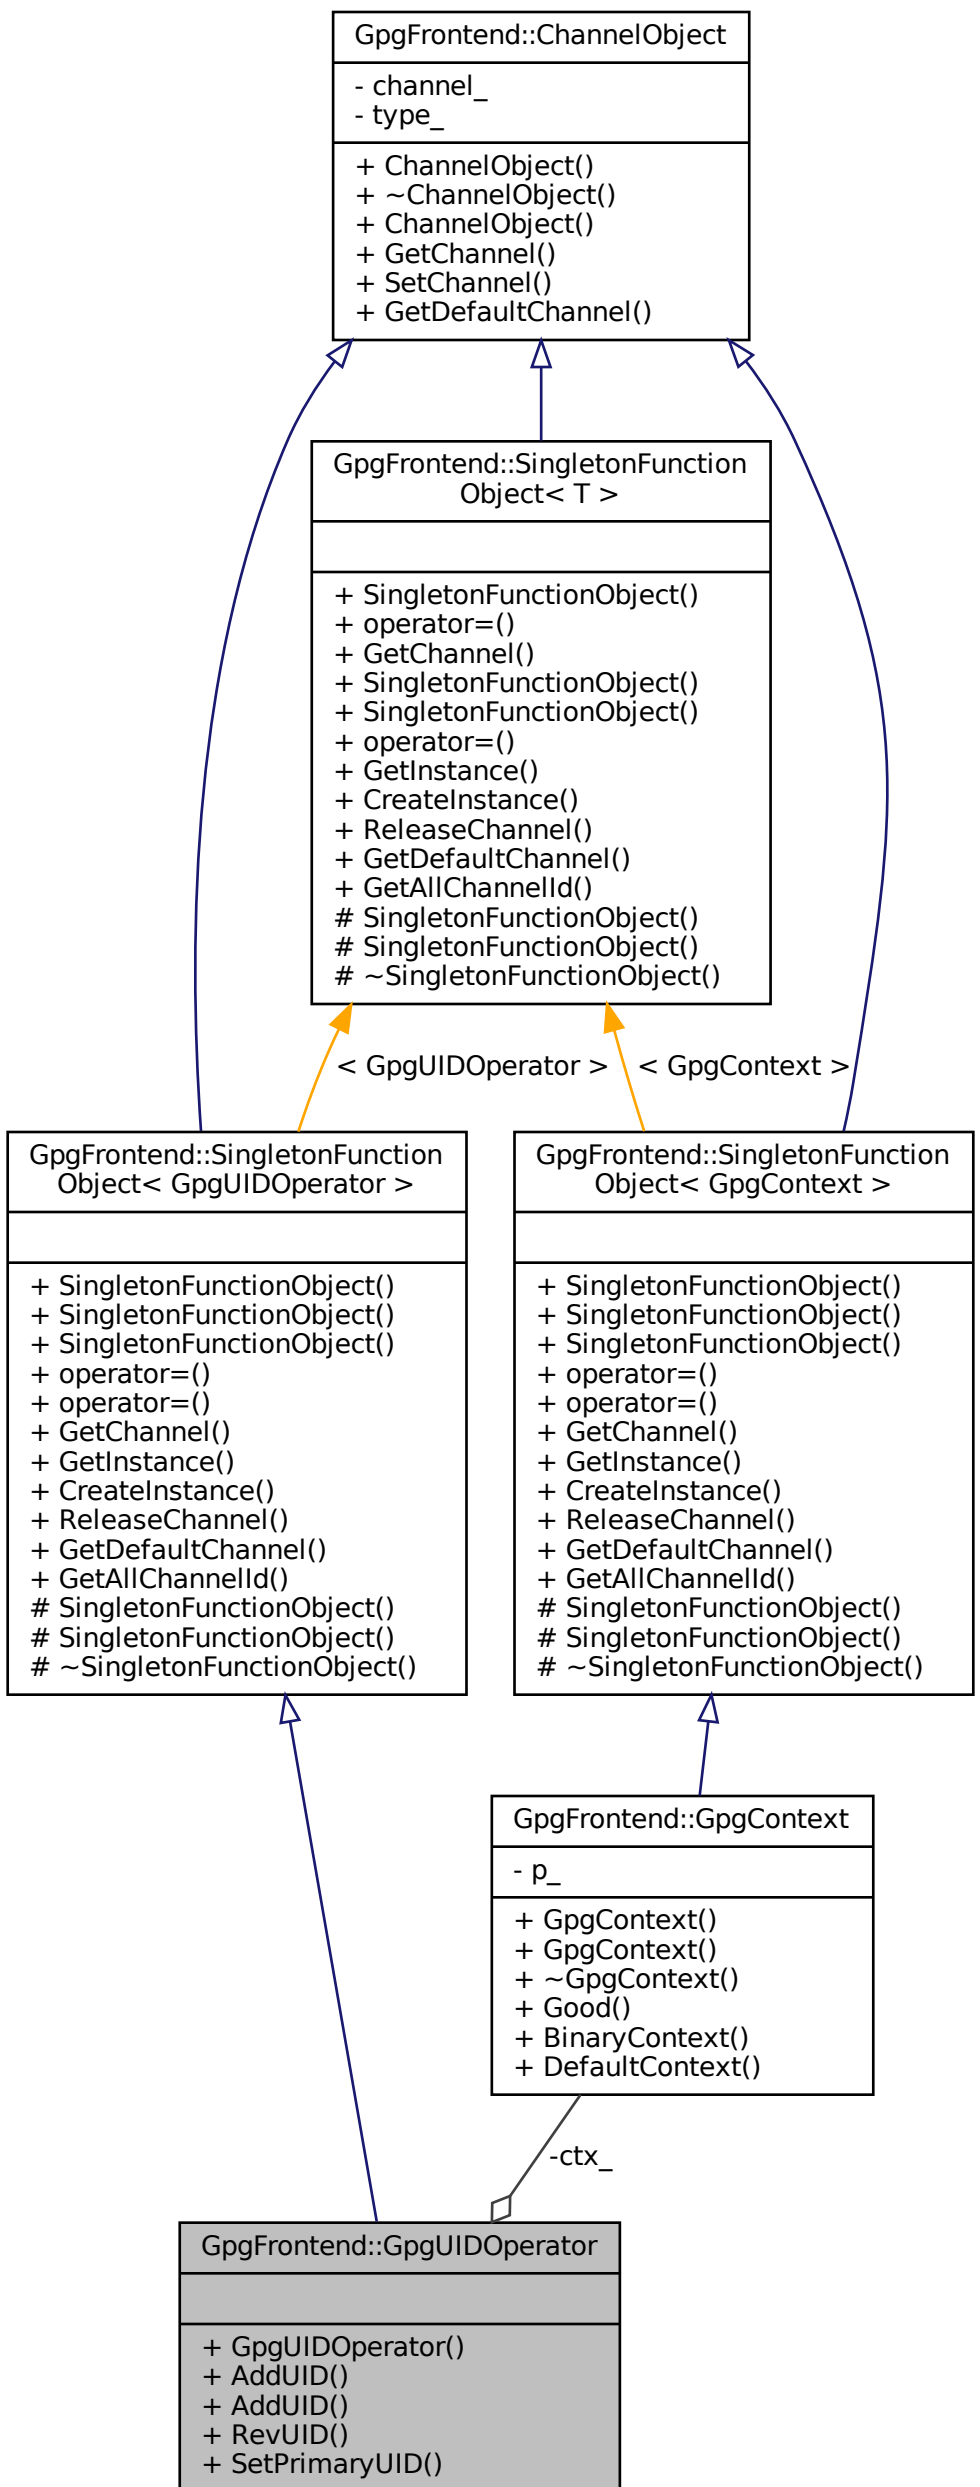 GpgFrontend::ChannelObject
- channel_
- type_
+ ChannelObject()
+ ~ChannelObject()
+ ChannelObject()
+ GetChannel()
+ SetChannel()
+ GetDefaultChannel()
GpgFrontend::SingletonFunction
Object< T >
+ SingletonFunctionObject()
+ operator=()
+ GetChannel()
+ SingletonFunctionObject()
+ SingletonFunctionObject()
+ operator=()
+ GetInstance()
+ CreateInstance()
+ ReleaseChannel()
+ GetDefaultChannel()
+ GetAllChannelId()
# SingletonFunctionObject()
# SingletonFunctionObject()
# ~SingletonFunctionObject()
< GpgUIDOperator >
< GpgContext >
GpgFrontend::SingletonFunction
Object< GpgUIDOperator >
+ SingletonFunctionObject()
+ SingletonFunctionObject()
+ SingletonFunctionObject()
+ operator=()
+ operator=()
+ GetChannel()
+ GetInstance()
+ CreateInstance()
+ ReleaseChannel()
+ GetDefaultChannel()
+ GetAllChannelId()
# SingletonFunctionObject()
# SingletonFunctionObject()
# ~SingletonFunctionObject()
GpgFrontend::SingletonFunction
Object< GpgContext >
+ SingletonFunctionObject()
+ SingletonFunctionObject()
+ SingletonFunctionObject()
+ operator=()
+ operator=()
+ GetChannel()
+ GetInstance()
+ CreateInstance()
+ ReleaseChannel()
+ GetDefaultChannel()
+ GetAllChannelId()
# SingletonFunctionObject()
# SingletonFunctionObject()
# ~SingletonFunctionObject()
GpgFrontend::GpgContext
- p_
+ GpgContext()
+ GpgContext()
+ ~GpgContext()
+ Good()
+ BinaryContext()
+ DefaultContext()
-ctx_
GpgFrontend::GpgUIDOperator
+ GpgUIDOperator()
+ AddUID()
+ AddUID()
+ RevUID()
+ SetPrimaryUID()